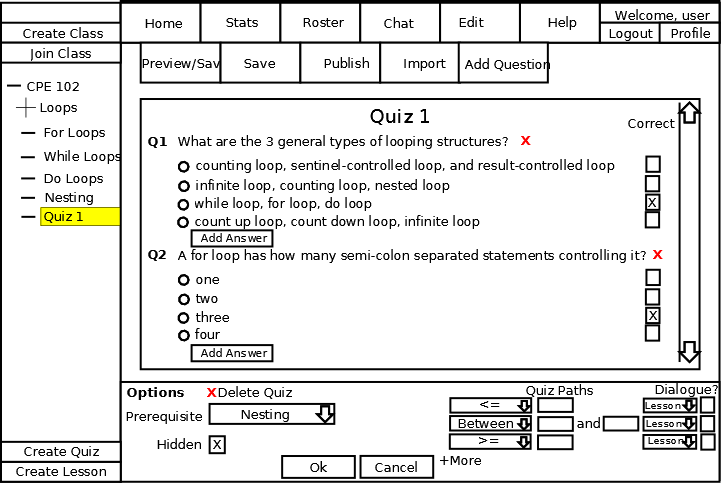 Home Stats Roster Chat Edit Help Welcome, user
Logout Profile
Create Class
Join Class
Preview/Sav Save Publish Import Add Question
CPE 102
Loops
For Loops
While Loops
Do Loops
Nesting
Quiz 1
Create Quiz
Create Lesson
Quiz 1
Correct
Q1 What are the 3 general types of looping structures? X
counting loop, sentinel-controlled loop, and result-controlled loop
infinite loop, counting loop, nested loop
while loop, for loop, do loop X
count up loop, count down loop, infinite loop
Add Answer
Q2 A for loop has how many semi-colon separated statements controlling it? X
one
two
three X
four
Add Answer
Options X Delete Quiz Quiz Paths Dialogue?
Prerequisite Nesting
Hidden X
<= Lesson
Between and Lesson
>= Lesson
+More
Ok Cancel